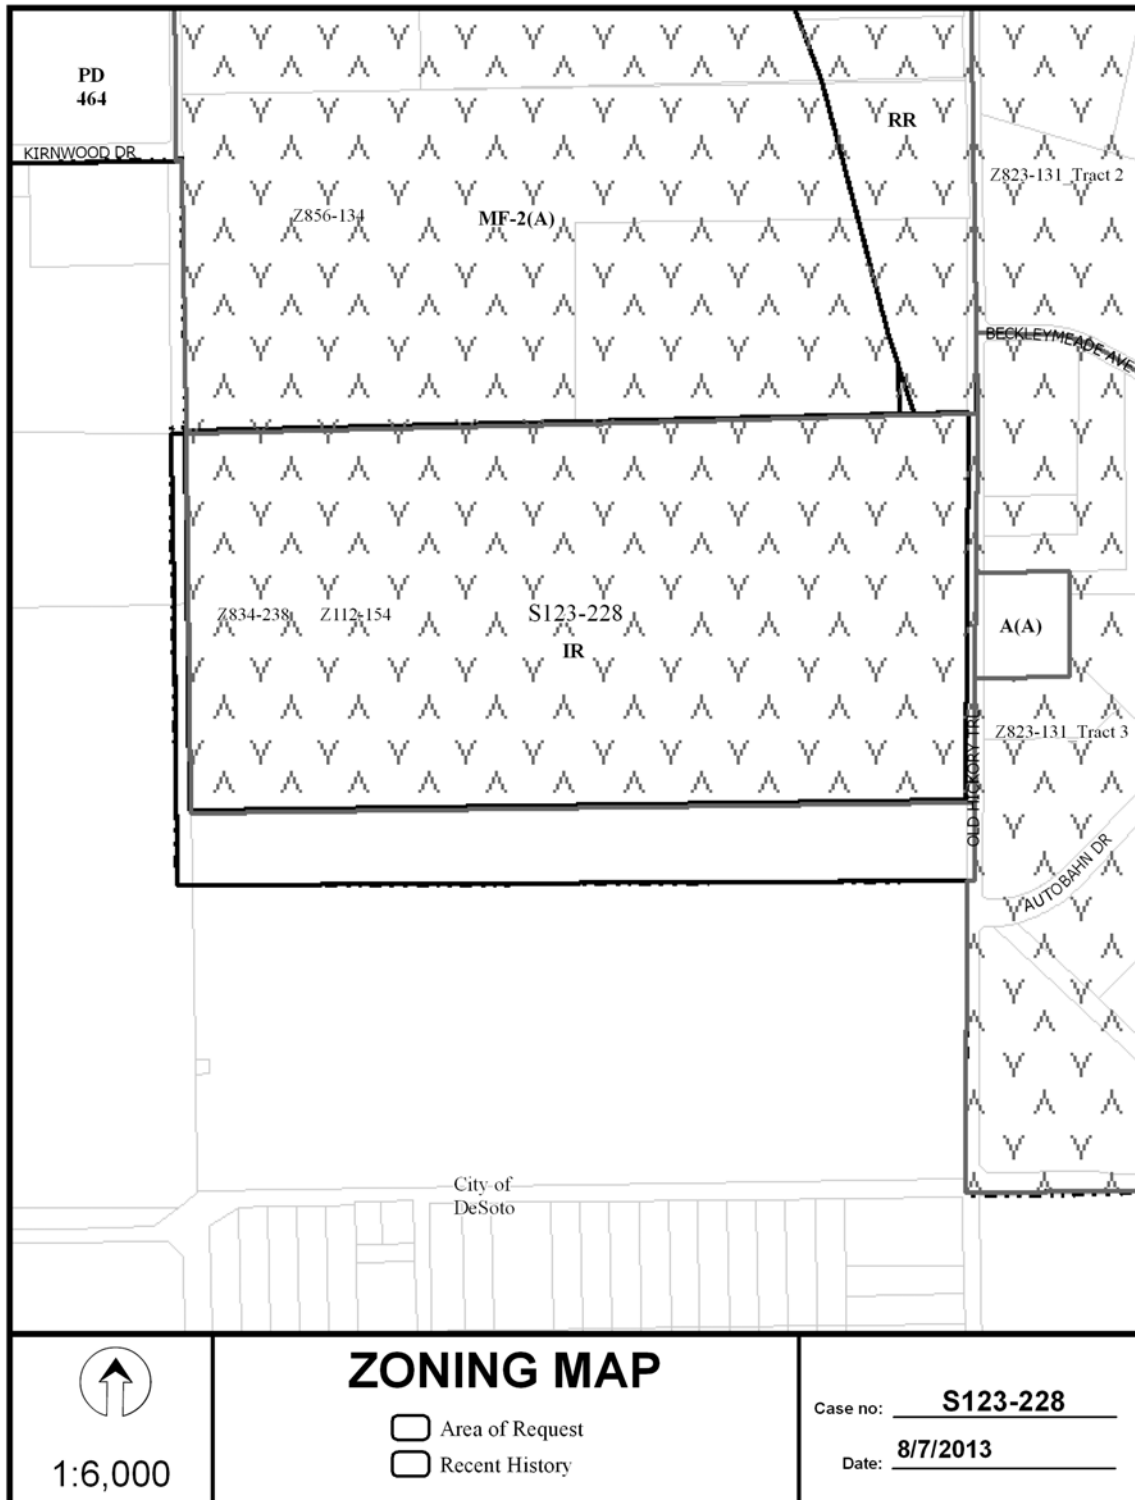 PD
464
RR
KIRNWOOD DR
Z823-131_Tract 2
Z856-134
MF-2(A)
BECKLEYMEADE AVE
Z834-238
Z112-154
S123-228
IR
A(A)
OLD HICKORY TRL
Z823-131_Tract 3
AUTOBAHN DR
City of
DeSoto
ZONING MAP
Area of Request
Recent History
1:6,000
Case no: S123-228
Date: 8/7/2013